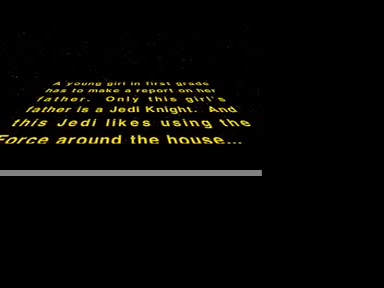 A young girl in first grade
has to make a report on her
father. Only this girl's
father is a Jedi Knight. And
this Jedi likes using the
Force around the house...